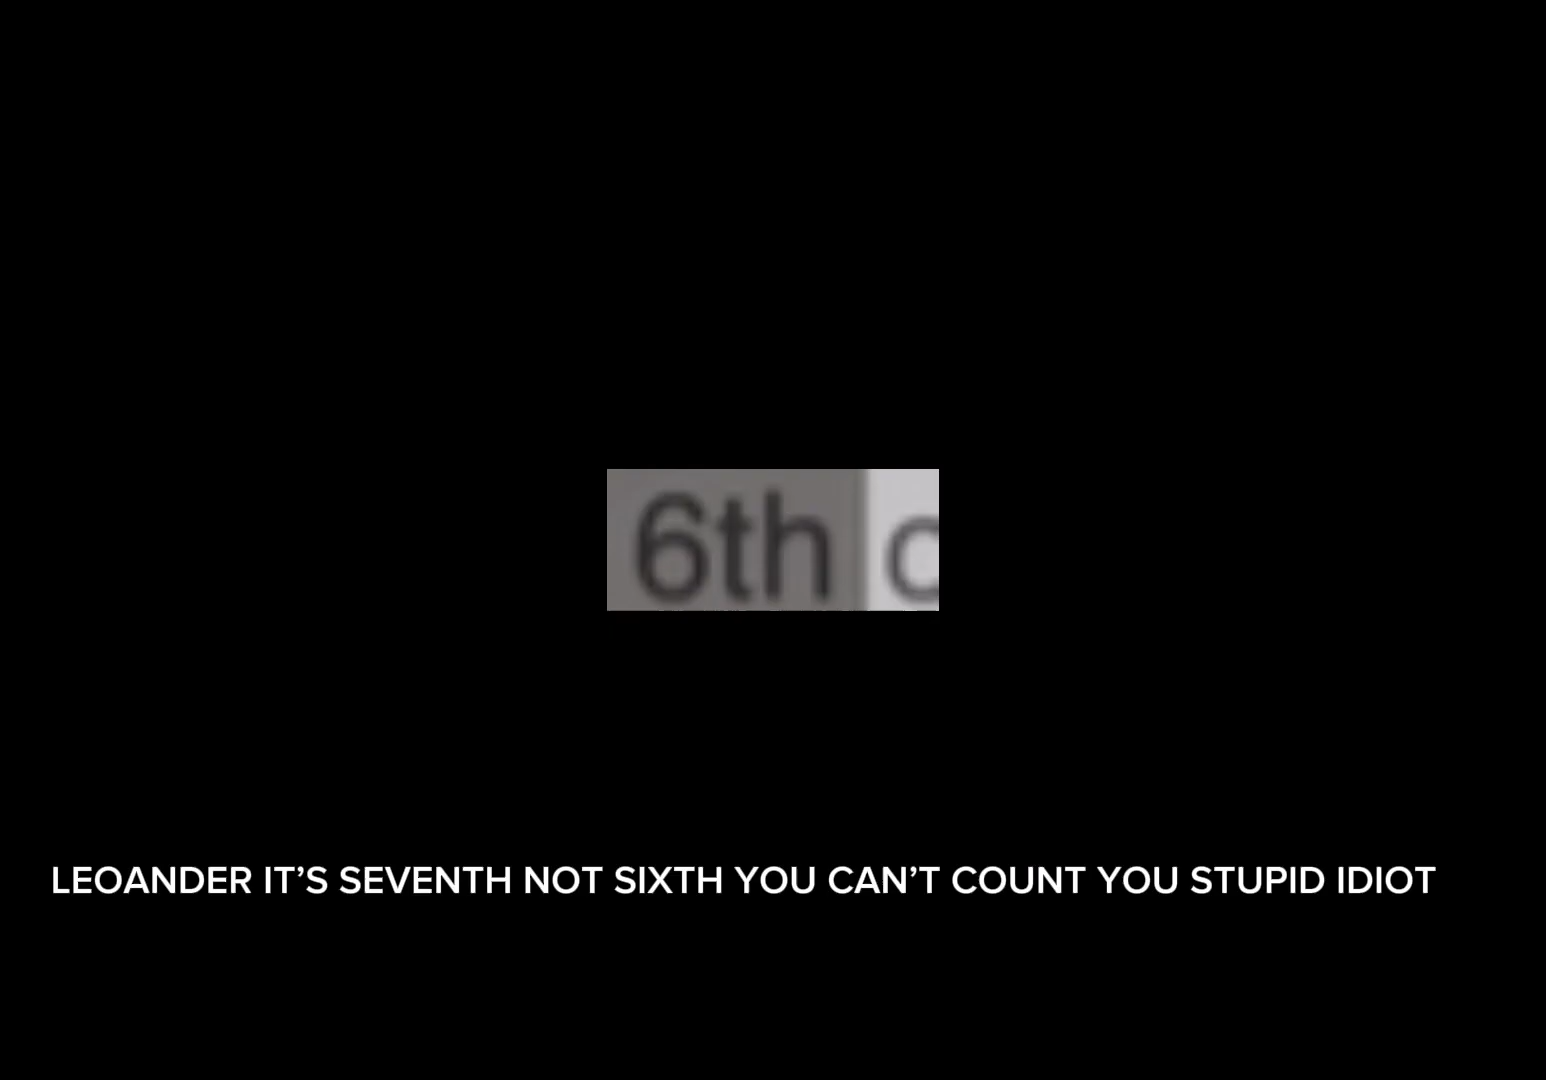 6th c
LEOANDER IT’S SEVENTH NOT SIXTH YOU CAN’T COUNT YOU STUPID IDIOT